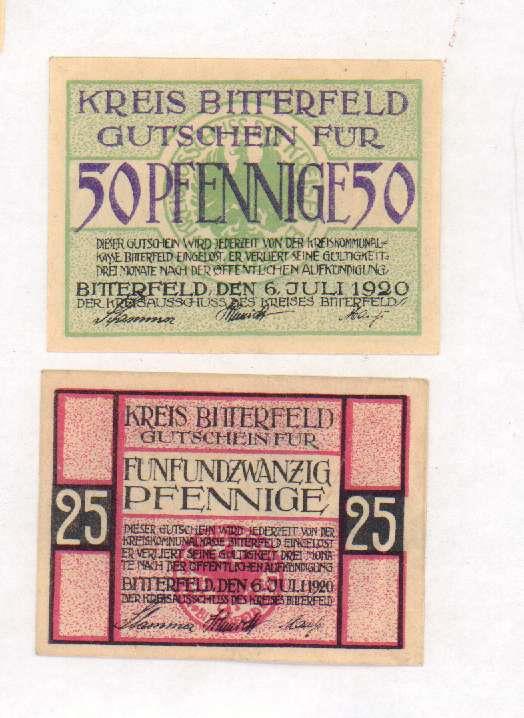 KREIS BITTERFELD
GUTSCHEIN FÜR
50 PFENNIGE 50
DIESER GUTSCHEIN WIRD JEDERZEIT VON DER KREISKOMMUNAL-
KASSE BITTERFELD EINGELÖST. ER VERLIERT SEINE GÜLTIGKEIT
DREI MONATE NACH DER ÖFFENTLICHEN AUFKÜNDIGUNG
BITTERFELD, DEN 6. JULI 1920
DER KREISAUSSCHUSS DES KREISES BITTERFELD
KREIS BITTERFELD
GUTSCHEIN FÜR
FÜNFUNDZWANZIG
PFENNIGE
25 25
DIESER GUTSCHEIN WIRD JEDERZEIT VON DER
KREISKOMMUNALKASSE BITTERFELD EINGELÖST
ER VERLIERT SEINE GÜLTIGKEIT DREI MONA
TE NACH DER ÖFFENTLICHEN AUFKÜNDIGUNG
BITTERFELD, DEN 6. JULI 1920
DER KREISAUSSCHUSS DES KREISES BITTERFELD